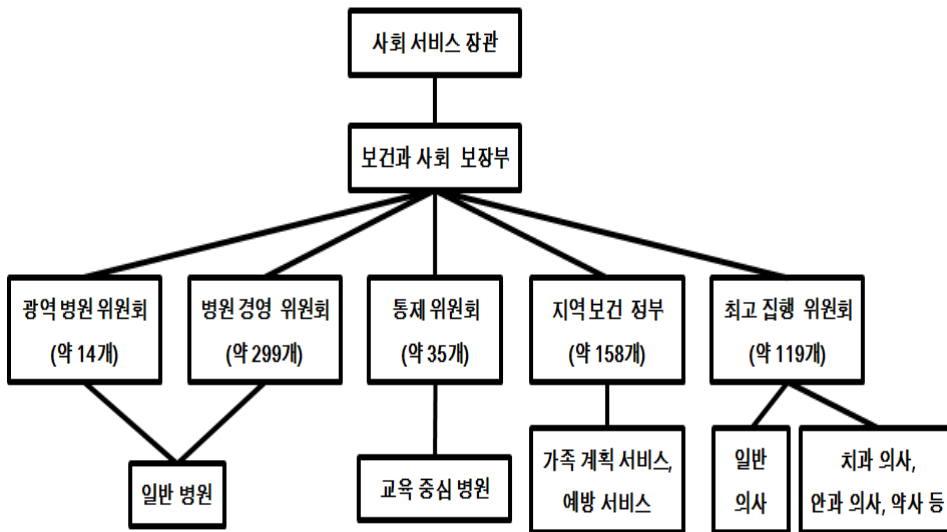 사회 서비스 장관
보건과 사회 보장부
광역 병원 위원회
(약 14개)
병원 경영 위원회
(약 299개)
통제 위원회
(약 35개)
지역 보건 정부
(약 158개)
최고 집행 위원회
(약 119개)
일반 병원
교육 중심 병원
가족 계획 서비스,
예방 서비스
일반
의사
치과 의사,
안과 의사, 약사 등